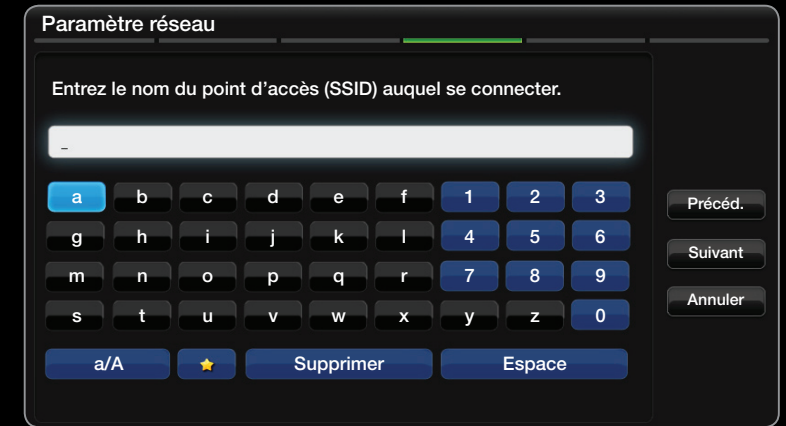 Paramètre réseau
Entrez le nom du point d'accès (SSID) auquel se connecter.
_
a b c d e f 1 2 3
Précéd.
g h i j k l 4 5 6
Suivant
m n o p q r 7 8 9
Annuler
s t u v w x y z 0
a/A Supprimer Espace